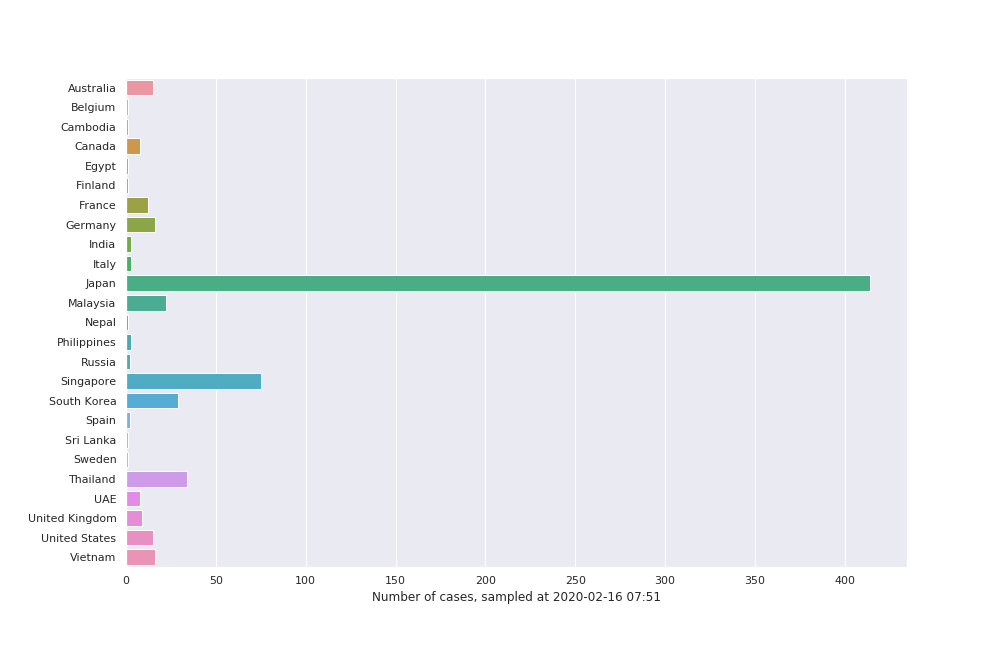 Australia
Belgium
Cambodia
Canada
Egypt
Finland
France
Germany
India
Italy
Japan
Malaysia
Nepal
Philippines
Russia
Singapore
South Korea
Spain
Sri Lanka
Sweden
Thailand
UAE
United Kingdom
United States
Vietnam
0 50 100 150 200 250 300 350 400
Number of cases, sampled at 2020-02-16 07:51